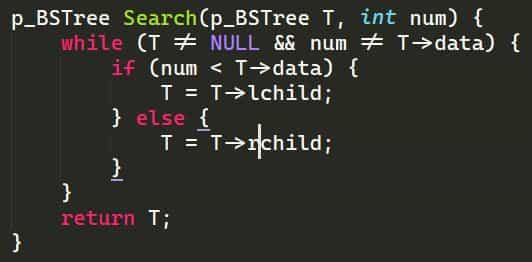 p_BSTree Search(p_BSTree T, int num) {
    while (T != NULL && num != T->data) {
        if (num < T->data) {
            T = T->lchild;
        } else {
            T = T->rchild;
        }
    }
    return T;
}